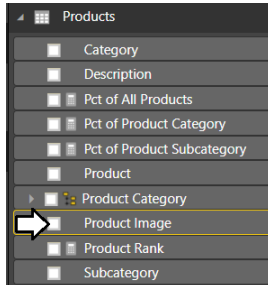 Products
Category
Description
Pct of All Products
Pct of Product Category
Pct of Product Subcategory
Product
Product Category
Product Image
Product Rank
Subcategory